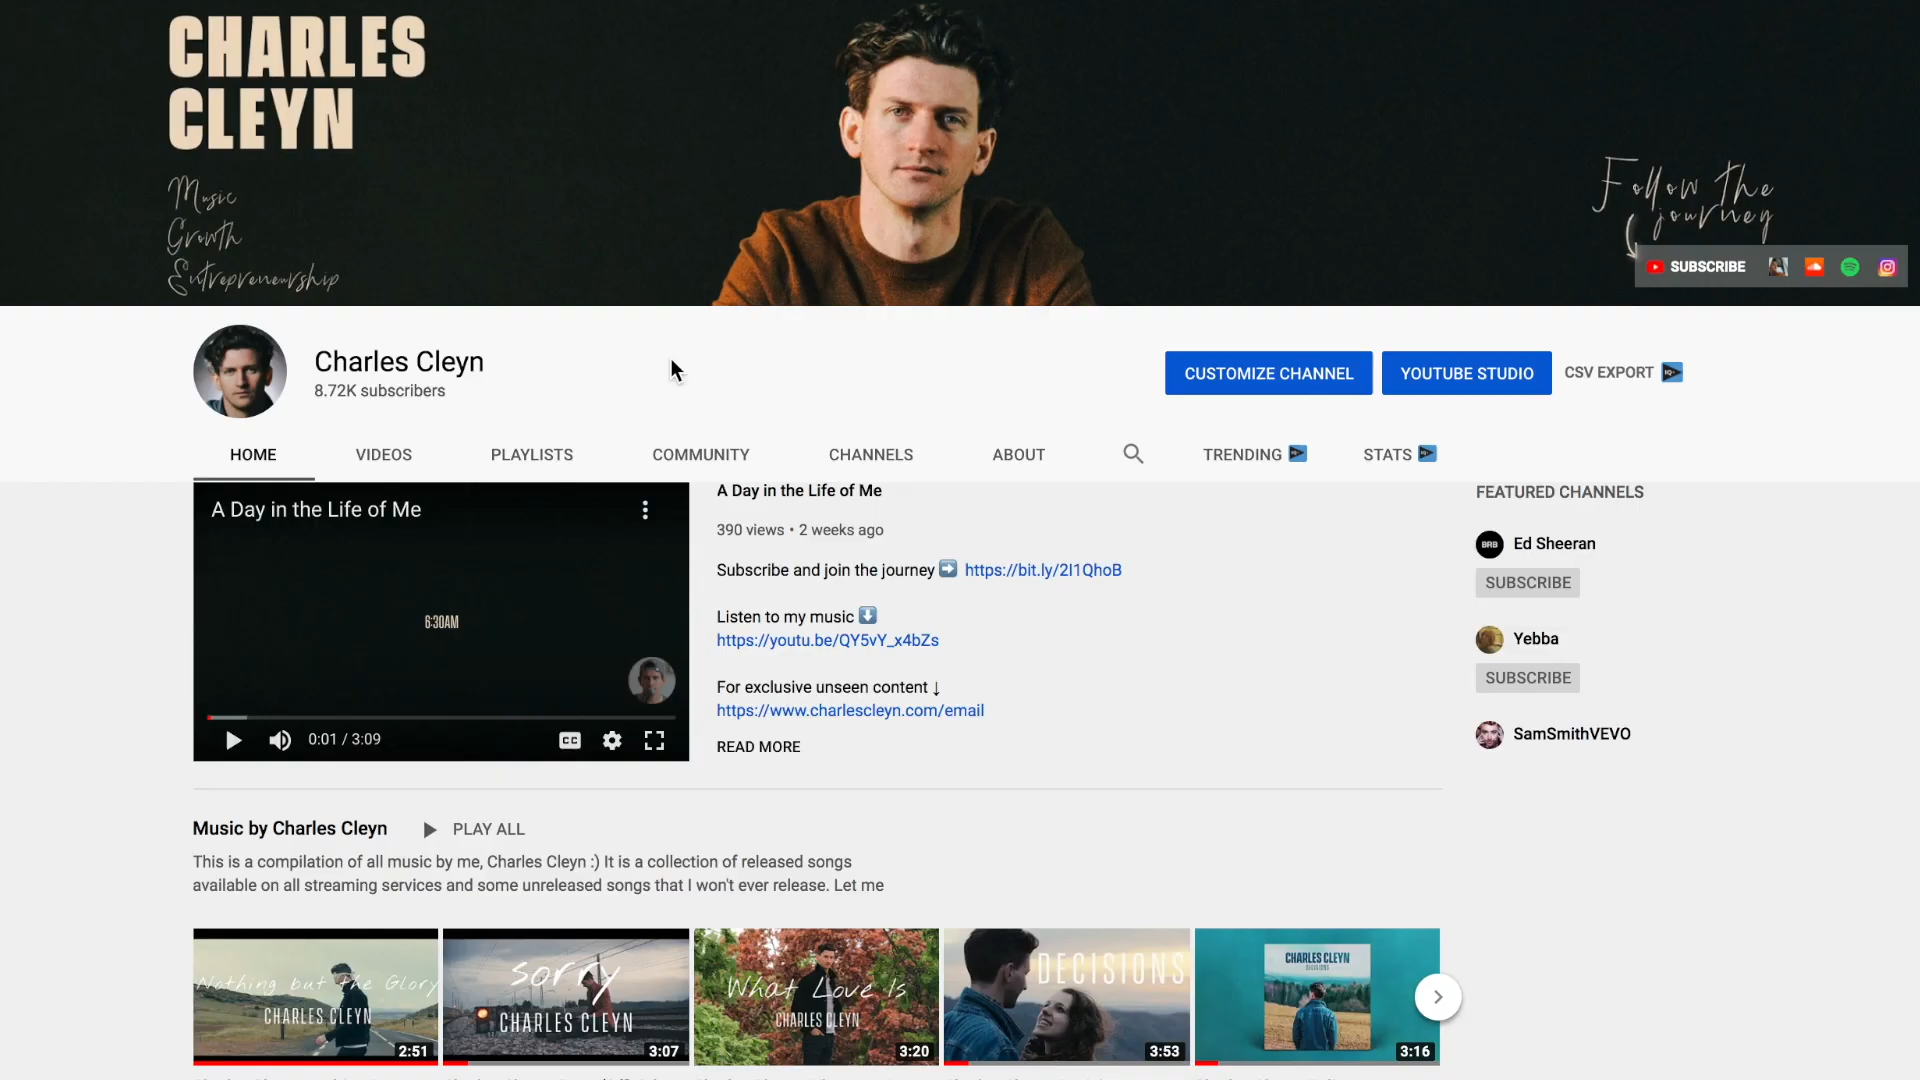 CHARLES
CLEYN
Music
Growth
Entrepreneurship
Follow the
journey
SUBSCRIBE
Charles Cleyn
8.72K subscribers
CUSTOMIZE CHANNEL
YOUTUBE STUDIO
CSV EXPORT
HOME
VIDEOS
PLAYLISTS
COMMUNITY
CHANNELS
ABOUT
TRENDING
STATS
A Day in the Life of Me
6:30AM
0:01 / 3:09
CC
A Day in the Life of Me
390 views • 2 weeks ago
Subscribe and join the journey ➡️ https://bit.ly/2I1QhoB
Listen to my music ⬇️
https://youtu.be/QY5vY_x4bZs
For exclusive unseen content ↓
https://www.charlescleyn.com/email
READ MORE
FEATURED CHANNELS
BRB
Ed Sheeran
SUBSCRIBE
Yebba
SUBSCRIBE
SamSmithVEVO
Music by Charles Cleyn
PLAY ALL
This is a compilation of all music by me, Charles Cleyn :) It is a collection of released songs
available on all streaming services and some unreleased songs that I won't ever release. Let me
Nothing but the Glory
CHARLES CLEYN
2:51
sorry
CHARLES CLEYN
3:07
What Love Is
CHARLES CLEYN
3:20
DECISIONS
3:53
CHARLES CLEYN
DECISIONS
3:16